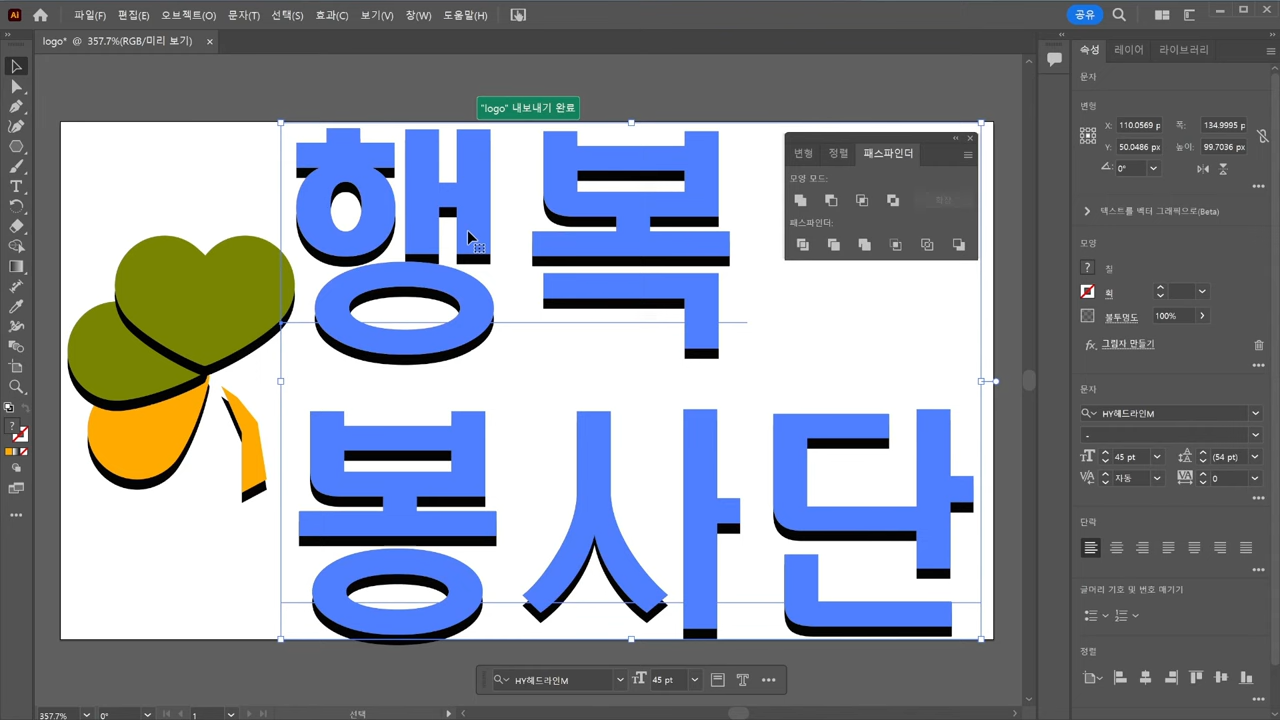 Ai 파일(F) 편집(E) 오브젝트(O) 문자(T) 선택(S) 효과(C) 보기(V) 창(W) 도움말(H) 공유
logo* @ 357.7%(RGB/미리 보기) ×
속성 레이어 라이브러리
문자
"logo" 내보내기 완료
변형
X: 110.0569 p 폭: 134.9995 p
Y: 50.0486 p 높이: 99.7036 p
0°
텍스트를 벡터 그래픽으로(Beta)
모양
? 칠
획
불투명도 100%
fx 그림자 만들기
변형 정렬 패스파인더
모양 모드:
확장
패스파인더:
행복
봉사단
문자
HY헤드라인M
-
45 pt (54 pt)
자동 0
단락
글머리 기호 및 번호 매기기
정렬
HY헤드라인M 45 pt
357.7% 0° 1 선택